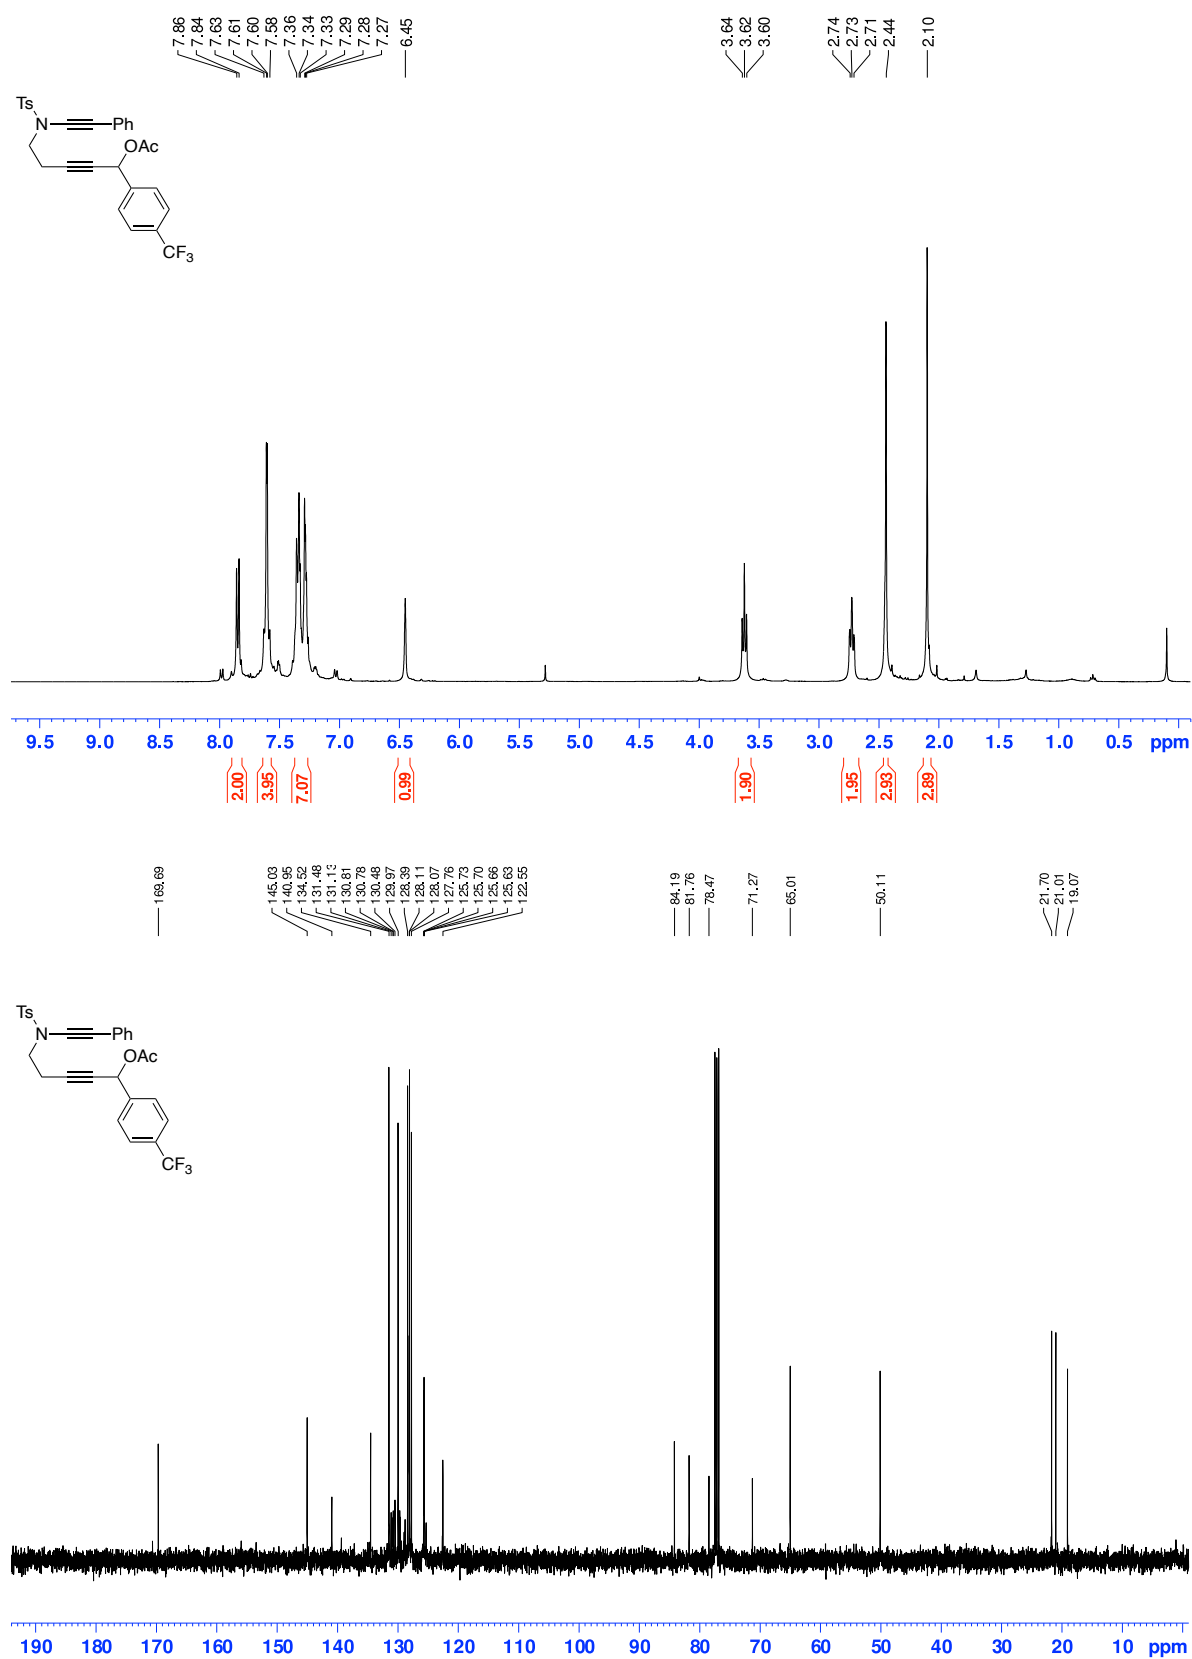 7.86 7.84 7.63 7.61 7.60 7.58 7.36 7.34 7.33 7.29 7.28 7.27 6.45 3.64 3.62 3.60 2.74 2.73 2.71 2.44 2.10
Ts
N Ph
OAc
CF3
9.5 9.0 8.5 8.0 7.5 7.0 6.5 6.0 5.5 5.0 4.5 4.0 3.5 3.0 2.5 2.0 1.5 1.0 0.5 ppm
2.00 3.95 7.07 0.99 1.90 1.95 2.93 2.89
169.69 145.03 140.95 134.52 131.48 131.13 130.81 130.78 130.48 129.97 128.39 128.11 128.07 127.76 125.73 125.70 125.66 125.63 122.55 84.19 81.76 78.47 71.27 65.01 50.11 21.70 21.01 19.07
Ts
N Ph
OAc
CF3
190 180 170 160 150 140 130 120 110 100 90 80 70 60 50 40 30 20 10 ppm